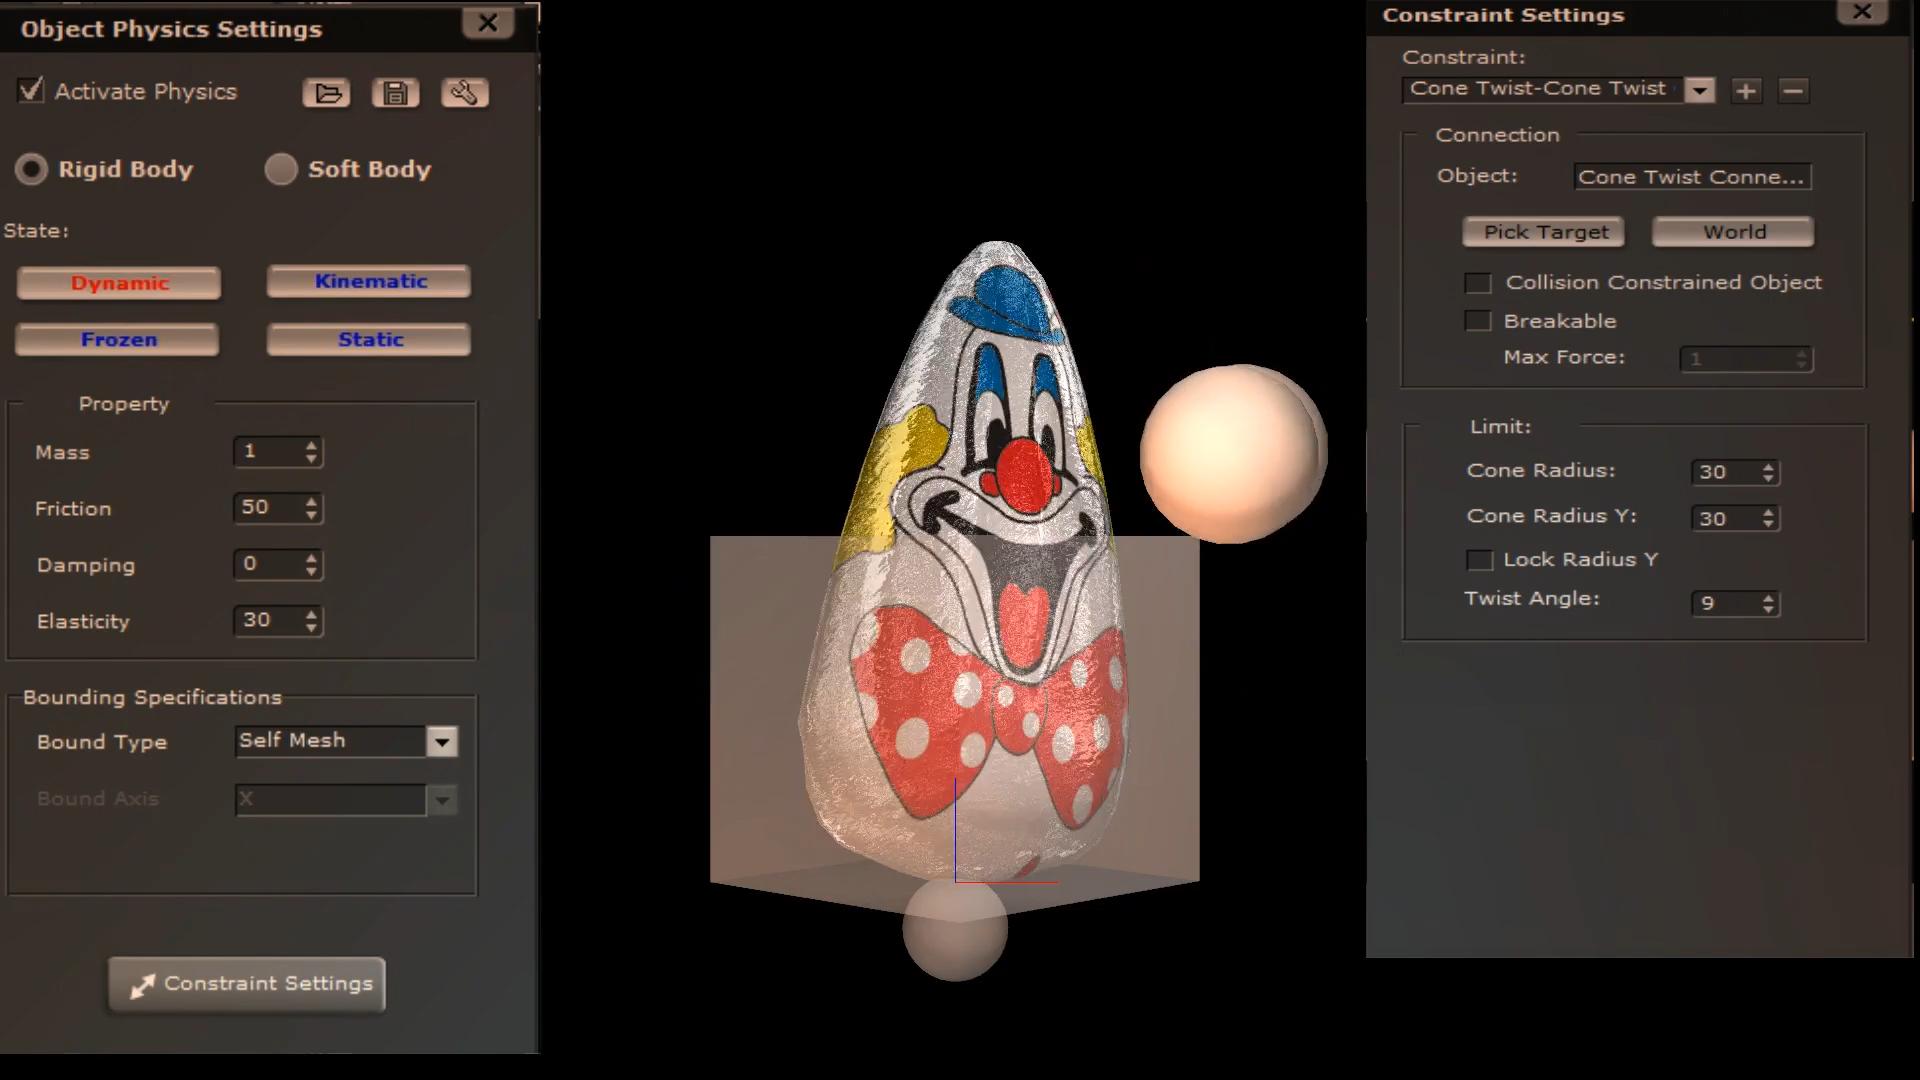 Object Physics Settings
Activate Physics
Rigid Body
Soft Body
State:
Dynamic
Kinematic
Frozen
Static
Property
Mass
1
Friction
50
Damping
0
Elasticity
30
Bounding Specifications
Bound Type
Self Mesh
Bound Axis
X
Constraint Settings
Constraint Settings
Constraint:
Cone Twist-Cone Twist
Connection
Object:
Cone Twist Conne...
Pick Target
World
Collision Constrained Object
Breakable
Max Force:
1
Limit:
Cone Radius:
30
Cone Radius Y:
30
Lock Radius Y
Twist Angle:
9